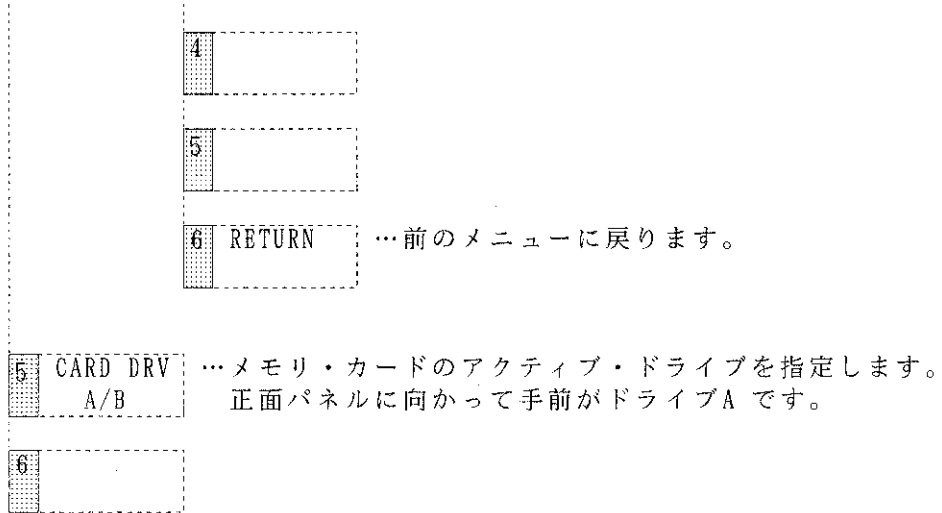 4
5
6 RETURN …前のメニューに戻ります。
5 CARD DRV …メモリ・カードのアクティブ・ドライブを指定します。
A/B 正面パネルに向かって手前がドライブA です。
6